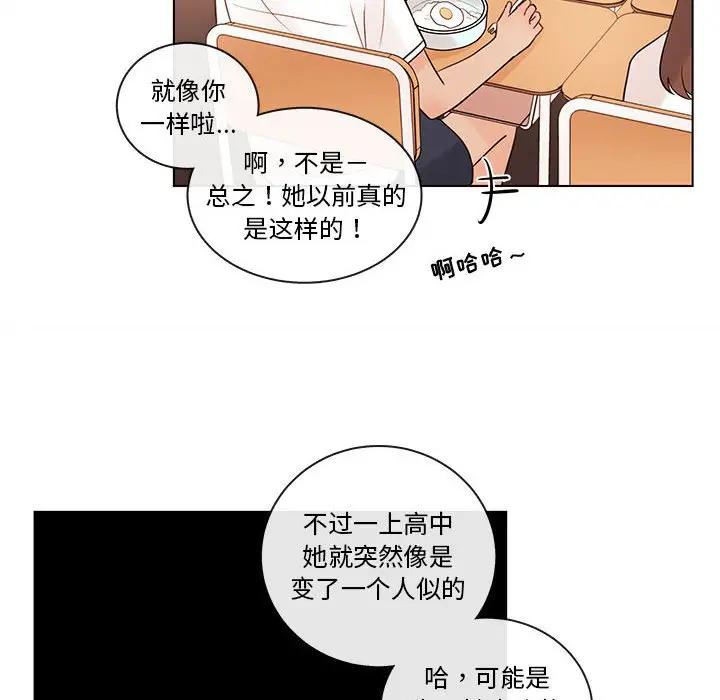 就像你
一样啦...
啊，不是－
总之！她以前真的
是这样的！
啊哈哈～
不过一上高中
她就突然像是
变了一个人似的
哈，可能是